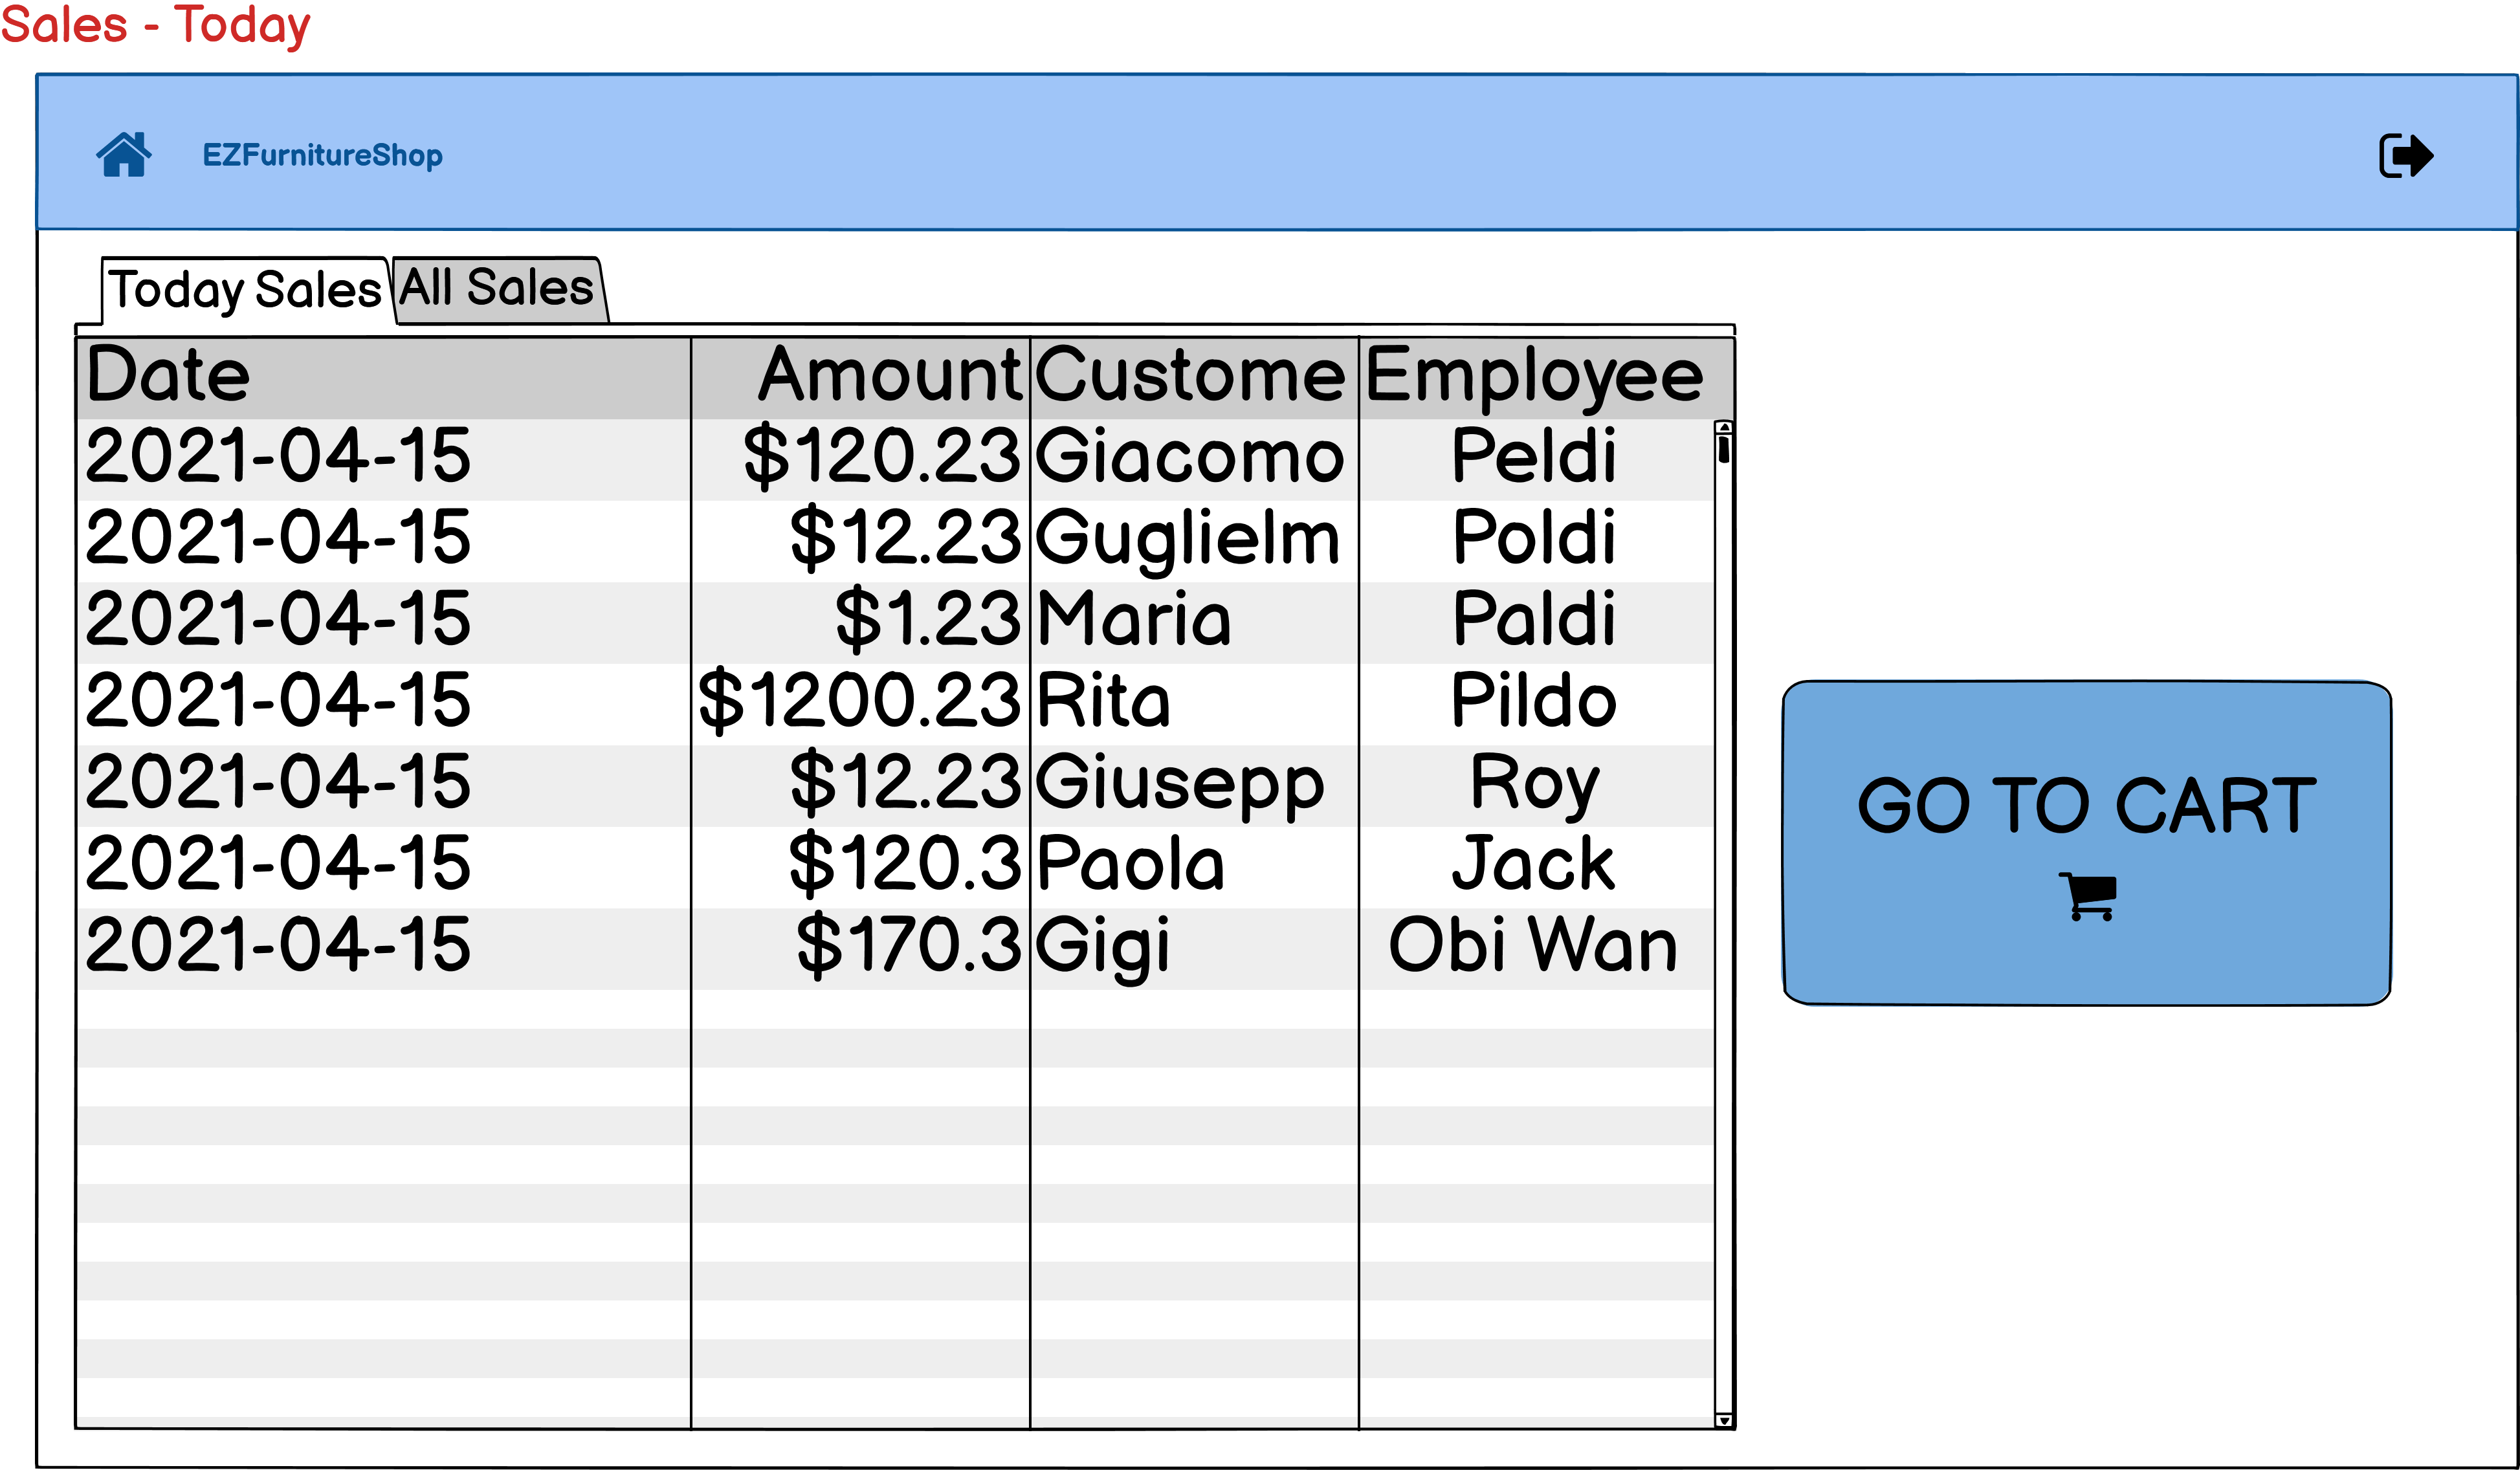 Sales - Today
EZFurnitureShop
Today Sales All Sales
Date Amount Custome Employee
2021-04-15 $120.23 Giacomo Peldi
2021-04-15 $12.23 Guglielm Poldi
2021-04-15 $1.23 Maria Paldi
2021-04-15 $1200.23 Rita Pildo
2021-04-15 $12.23 Giusepp Roy
2021-04-15 $120.3 Paola Jack
2021-04-15 $170.3 Gigi Obi Wan
GO TO CART